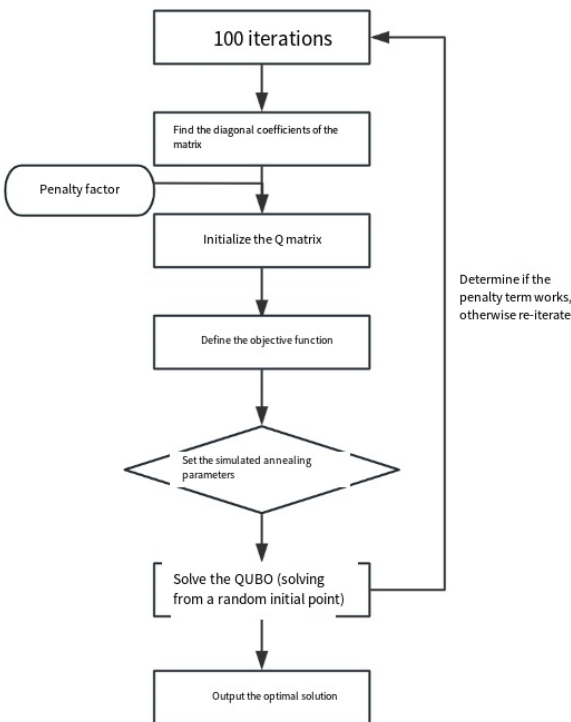 100 iterations
Find the diagonal coefficients of the
matrix
Penalty factor
Initialize the Q matrix
Determine if the
penalty term works,
otherwise re-iterate
Define the objective function
Set the simulated annealing
parameters
Solve the QUBO (solving
from a random initial point)
Output the optimal solution